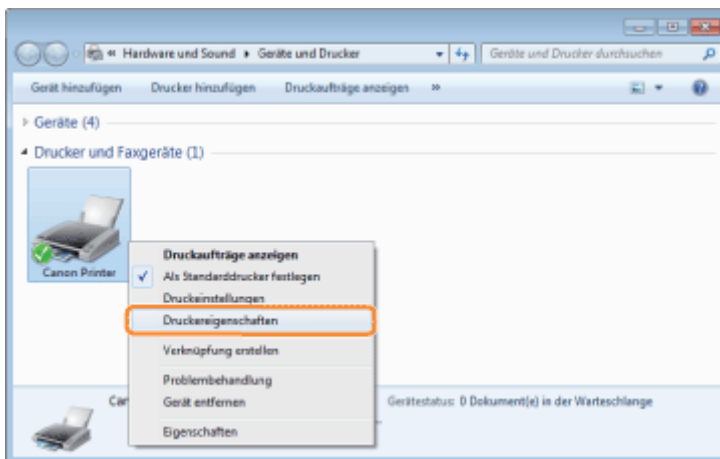 « Hardware und Sound ▸ Geräte und Drucker Geräte und Drucker durchsuchen
Gerät hinzufügen Drucker hinzufügen Druckaufträge anzeigen »
Geräte (4)
Drucker und Faxgeräte (1)
Canon Printer
Druckaufträge anzeigen
Als Standarddrucker festlegen
Druckeinstellungen
Druckereigenschaften
Verknüpfung erstellen
Problembehandlung
Gerät entfernen
Eigenschaften
Gerätestatus: 0 Dokument(e) in der Warteschlange